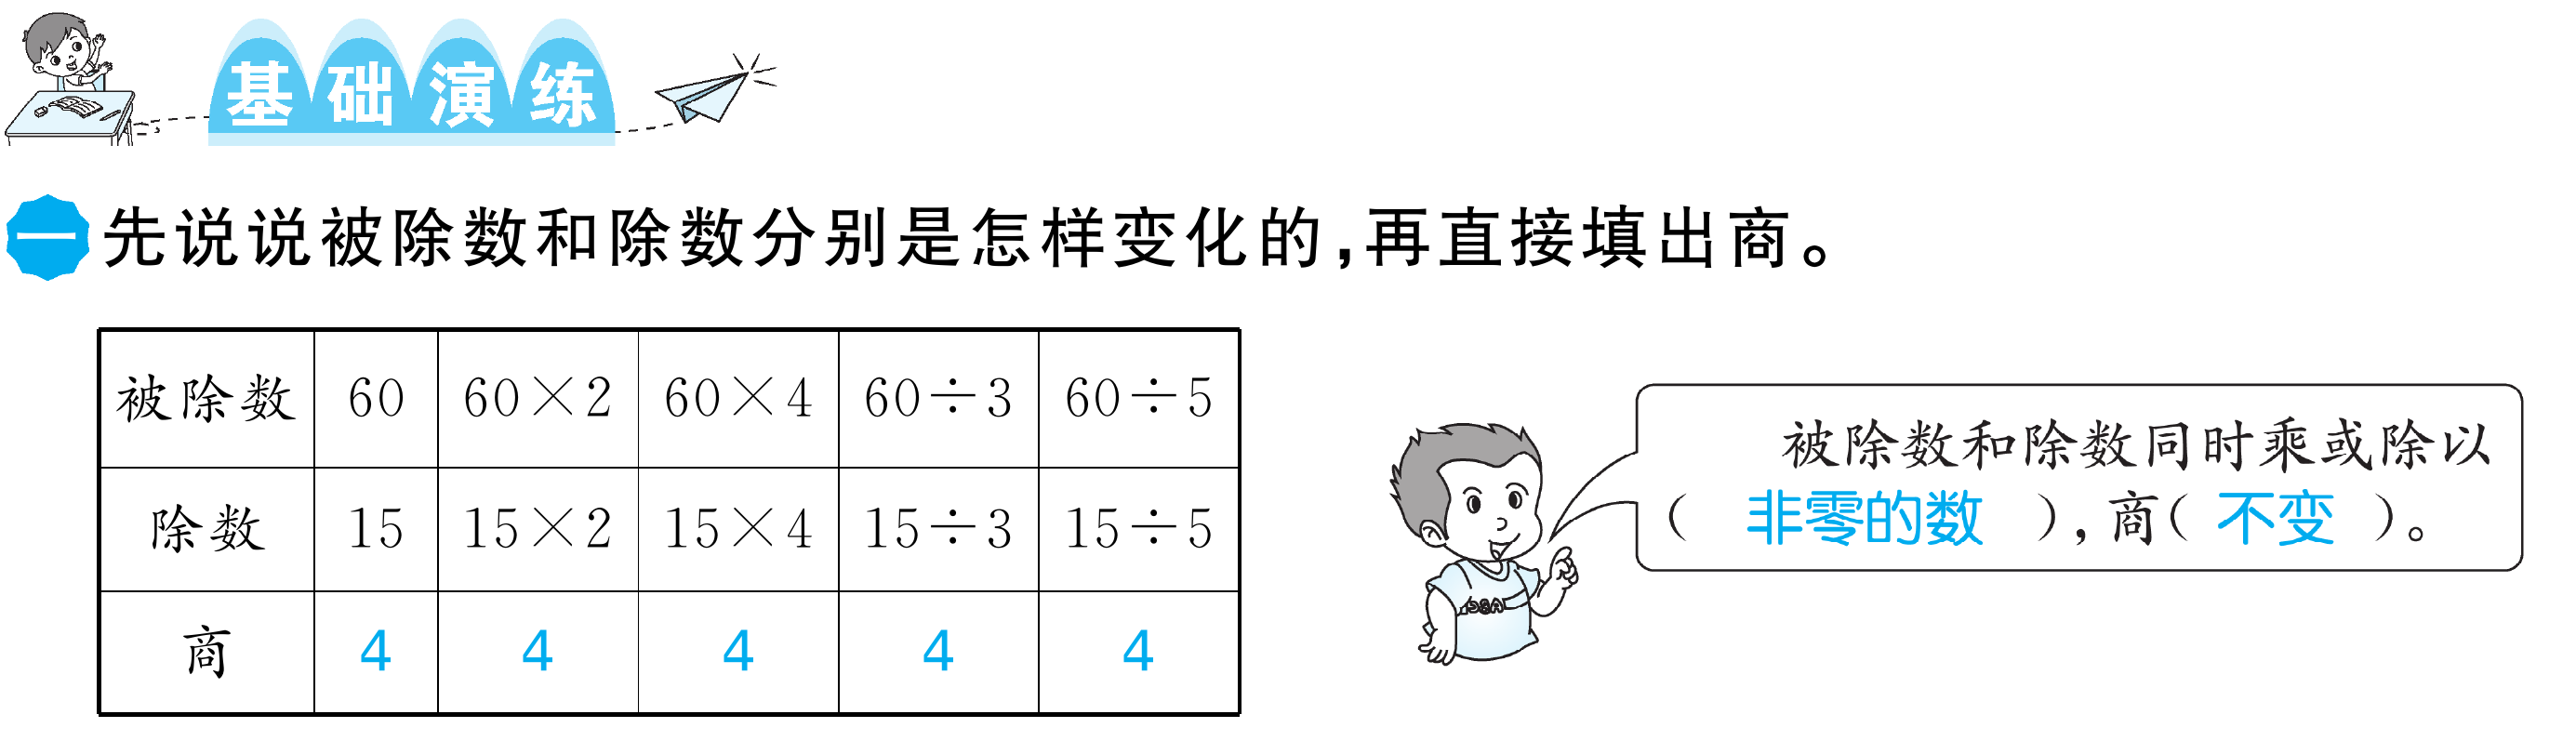 基础演练
一 先说说被除数和除数分别是怎样变化的,再直接填出商。
被除数 60 60×2 60×4 60÷3 60÷5
除数 15 15×2 15×4 15÷3 15÷5
商 4 4 4 4 4
被除数和除数同时乘或除以
( 非零的数 ),商( 不变 )。